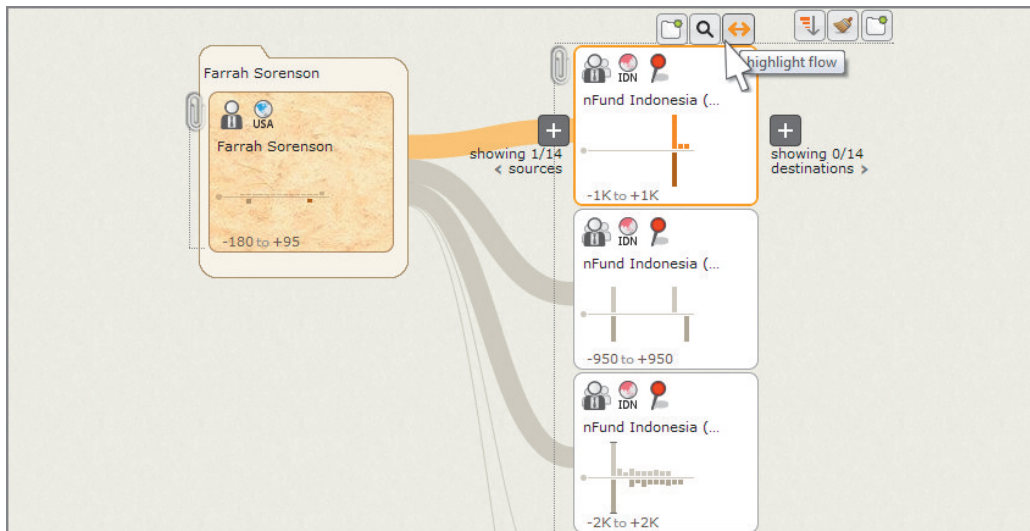 highlight flow
Farrah Sorenson
USA
Farrah Sorenson
-180 to +95
IDN
nFund Indonesia (...
-1K to +1K
showing 1/14
< sources
showing 0/14
destinations >
IDN
nFund Indonesia (...
-950 to +950
IDN
nFund Indonesia (...
-2K to +2K